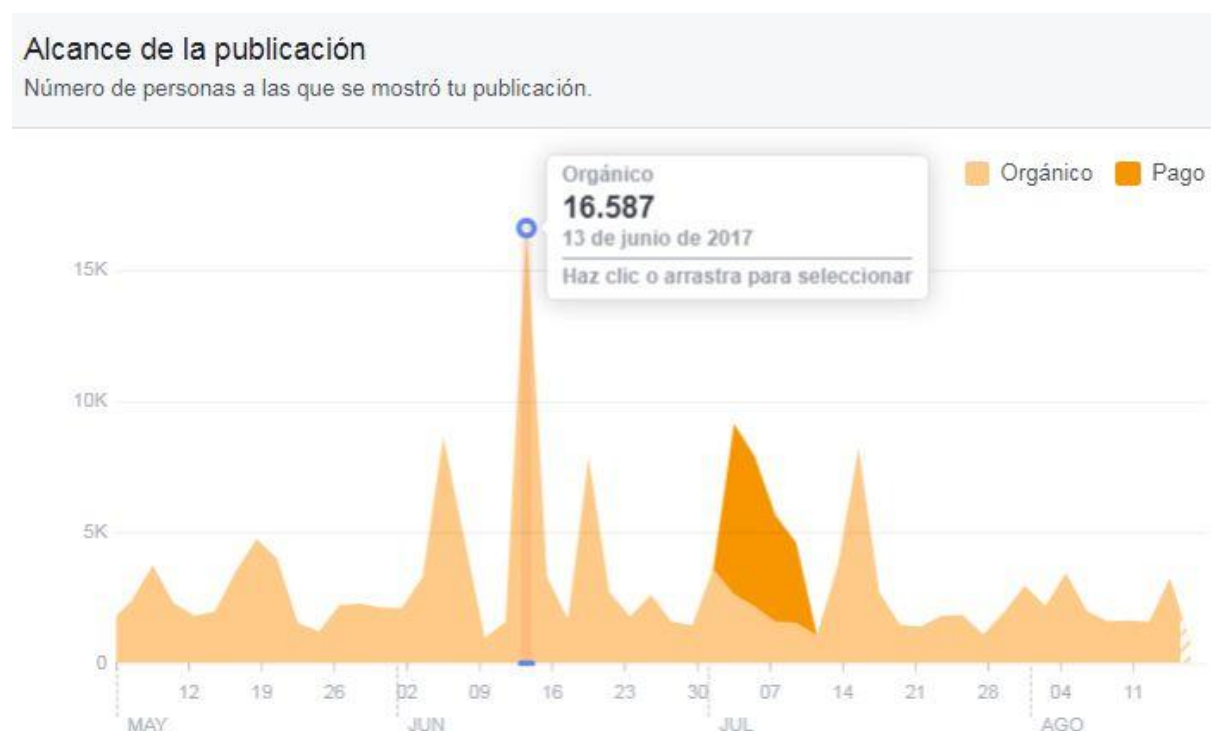 Alcance de la publicación
Número de personas a las que se mostró tu publicación.
Orgánico
16.587
13 de junio de 2017
Haz clic o arrastra para seleccionar
Orgánico Pago
15K
10K
5K
0
12 19 26 02 09 16 23 30 07 14 21 28 04 11
MAY JUN JUL AGO